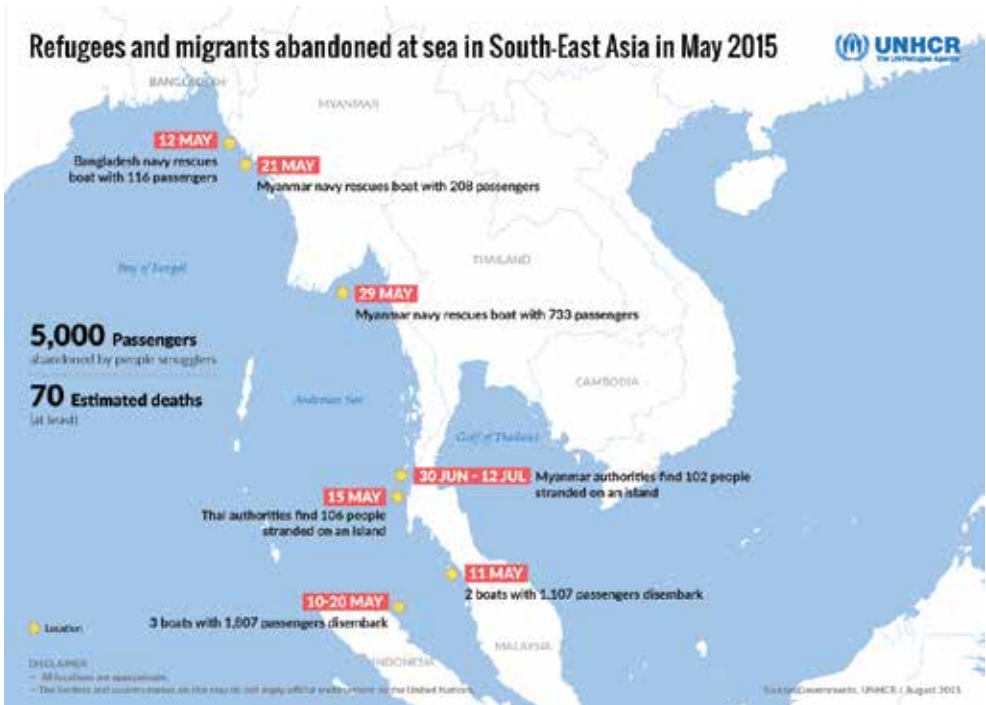 Refugees and migrants abandoned at sea in South-East Asia in May 2015
UNHCR
The UN Refugee Agency
BANGLADESH
MYANMAR
12 MAY
Bangladesh navy rescues
boat with 116 passengers
21 MAY
Myanmar navy rescues boat with 208 passengers
Bay of Bengal
THAILAND
29 MAY
Myanmar navy rescues boat with 733 passengers
5,000 Passengers
abandoned by people smugglers
70 Estimated deaths
(at least)
CAMBODIA
Andaman Sea
Gulf of Thailand
30 JUN - 12 JUL
Myanmar authorities find 102 people
stranded on an island
15 MAY
Thai authorities find 106 people
stranded on an island
11 MAY
2 boats with 1,107 passengers disembark
10-20 MAY
3 boats with 1,807 passengers disembark
Location
MALAYSIA
INDONESIA
DISCLAIMER
- All locations are approximate.
- The borders and country names on this map do not imply official endorsement by the United Nations.
Source: Governments, UNHCR / August 2015